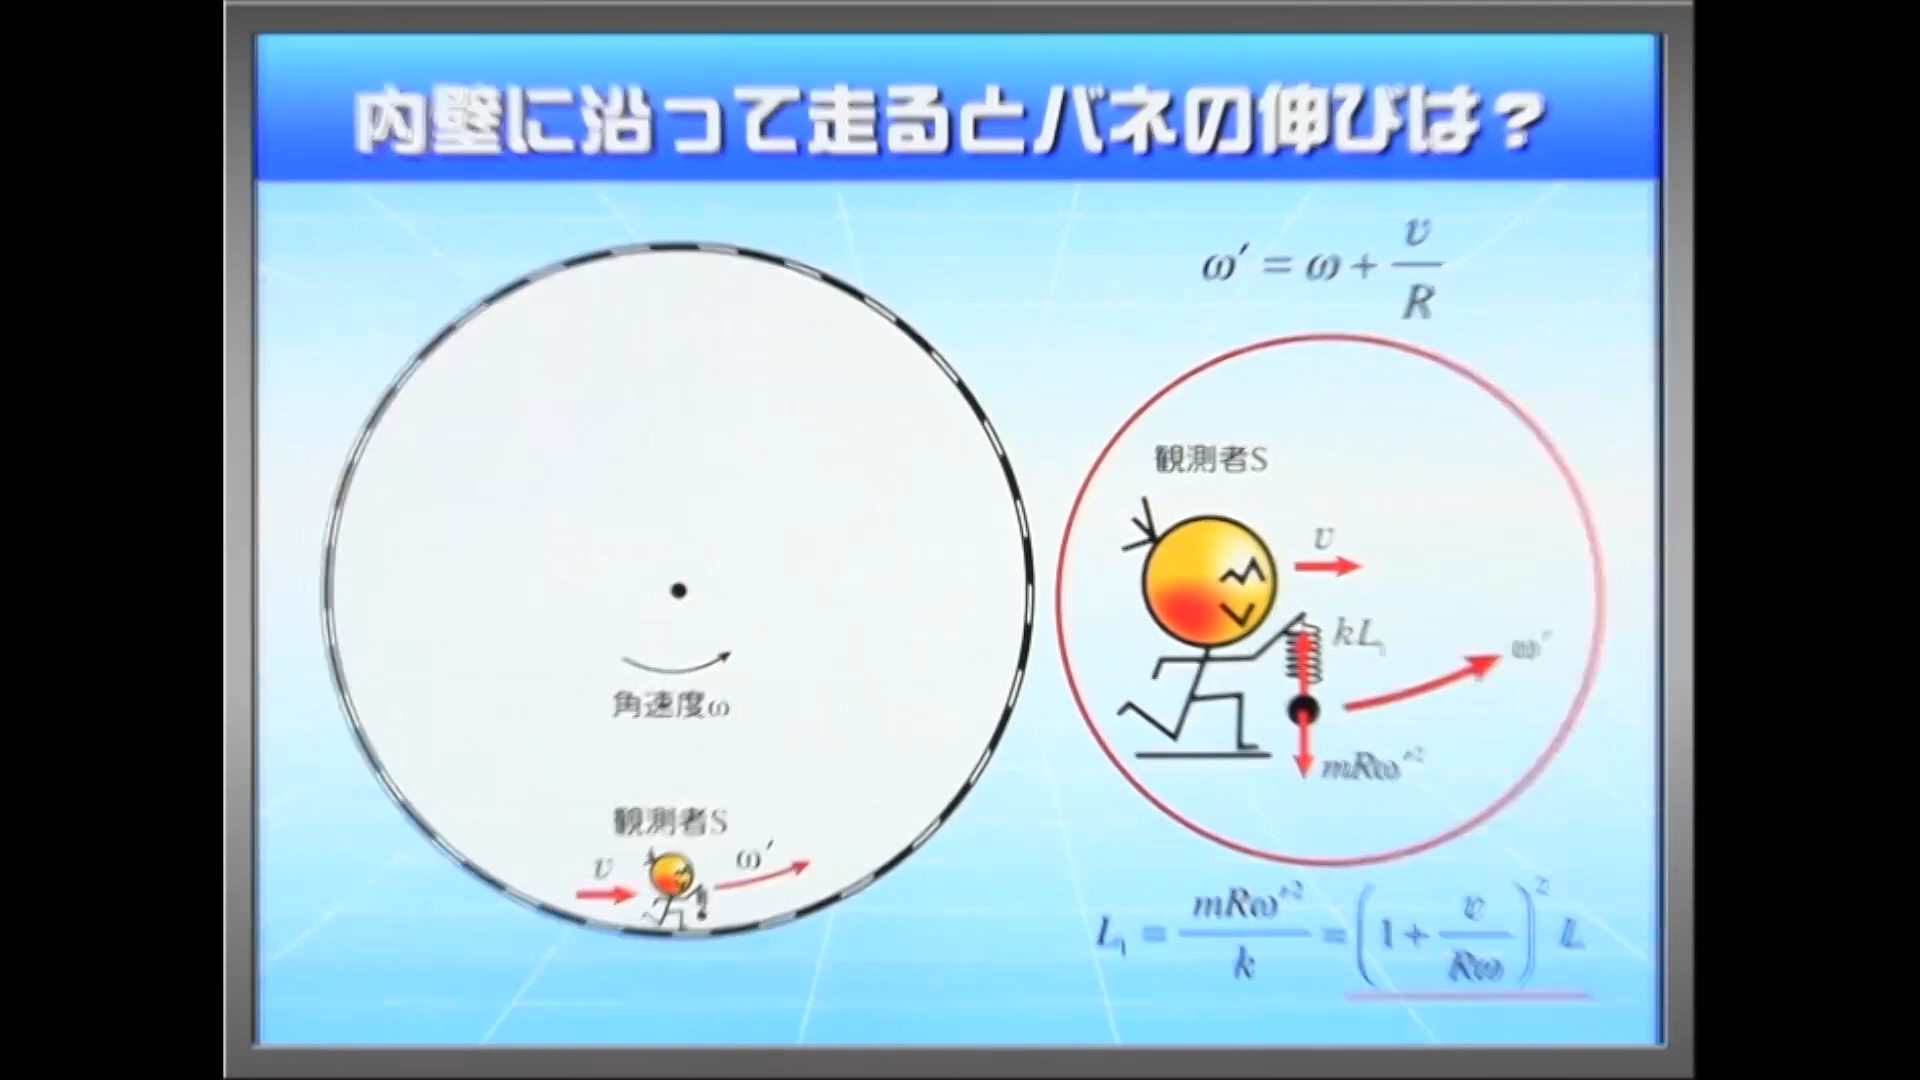 内壁に沿って走るとバネの伸びは？
ω′ = ω + v/R
観測者S
v
kL₁
ω′
mRω′²
角速度ω
観測者S
v
ω′
L₁ = mRω′²/k = (1 + v/Rω)² L